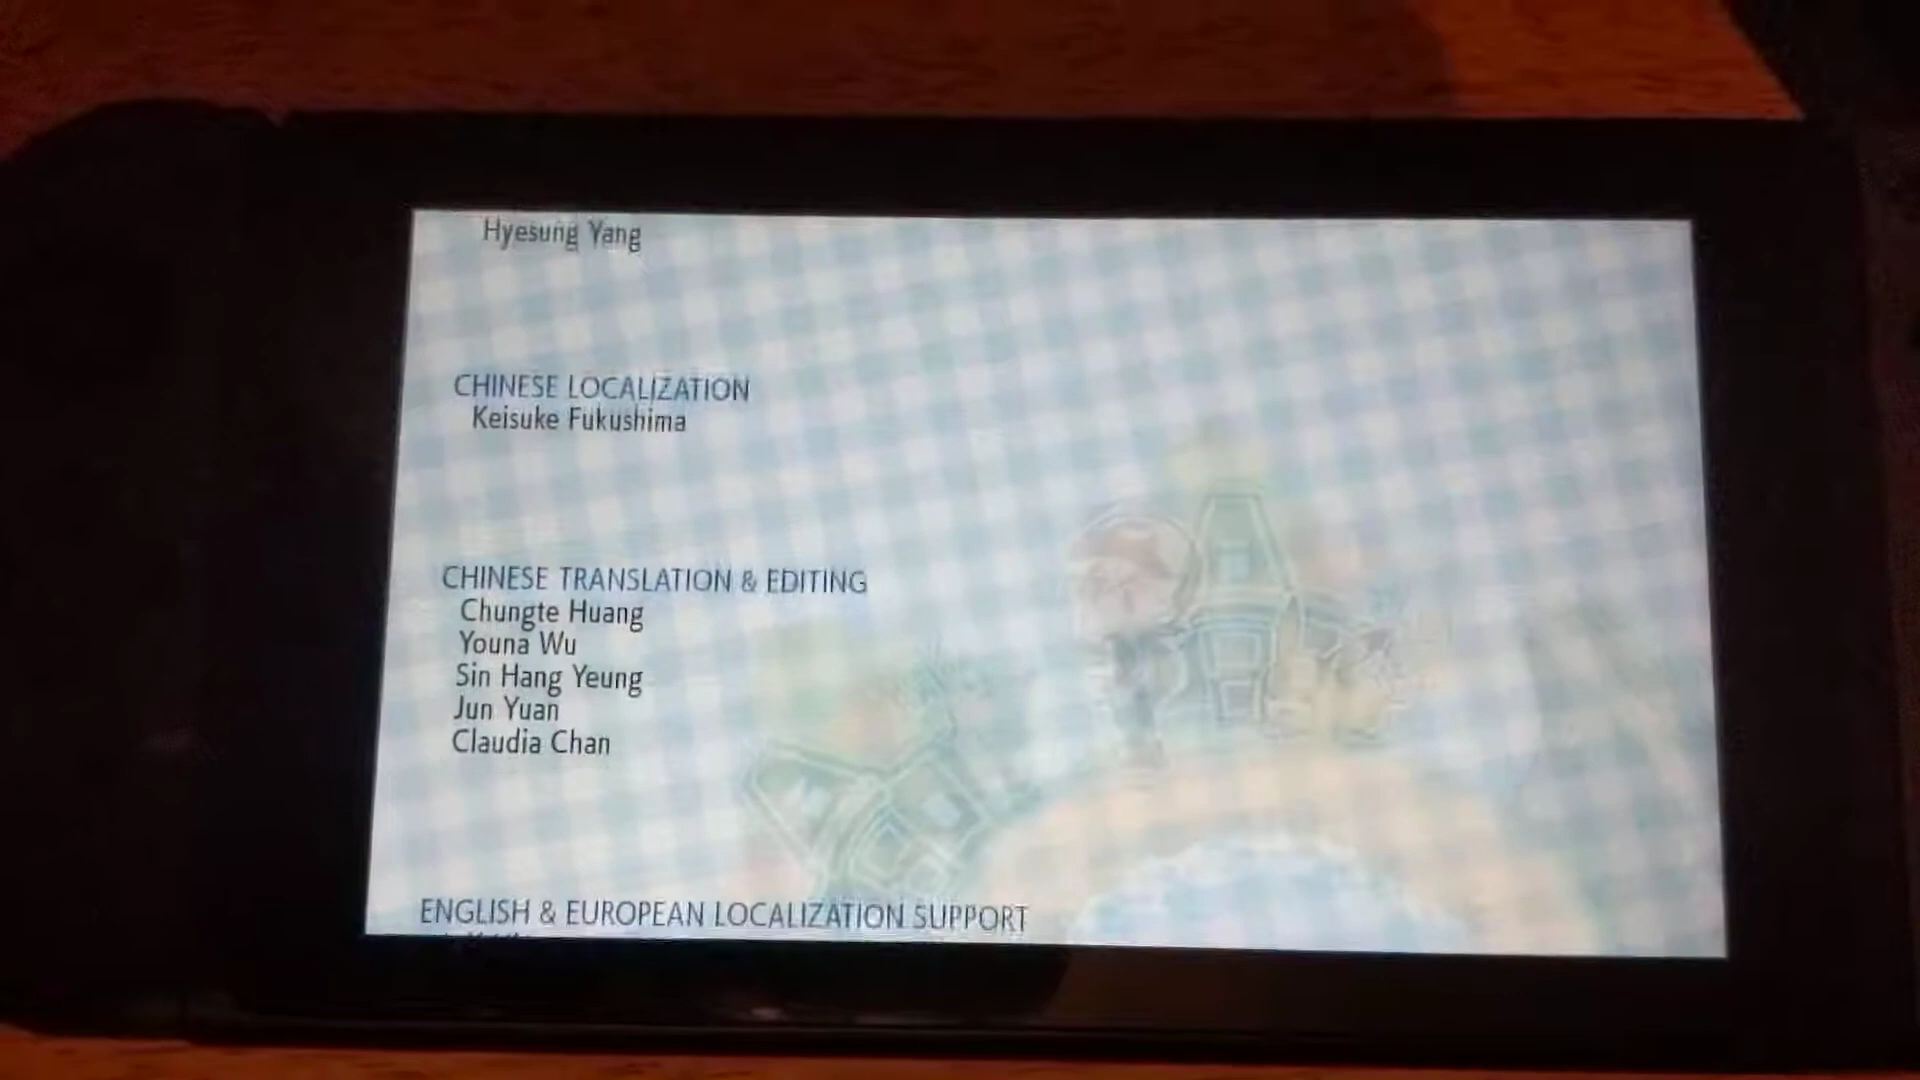 Hyesung Yang
CHINESE LOCALIZATION
Keisuke Fukushima
CHINESE TRANSLATION & EDITING
Chungte Huang
Youna Wu
Sin Hang Yeung
Jun Yuan
Claudia Chan
ENGLISH & EUROPEAN LOCALIZATION SUPPORT